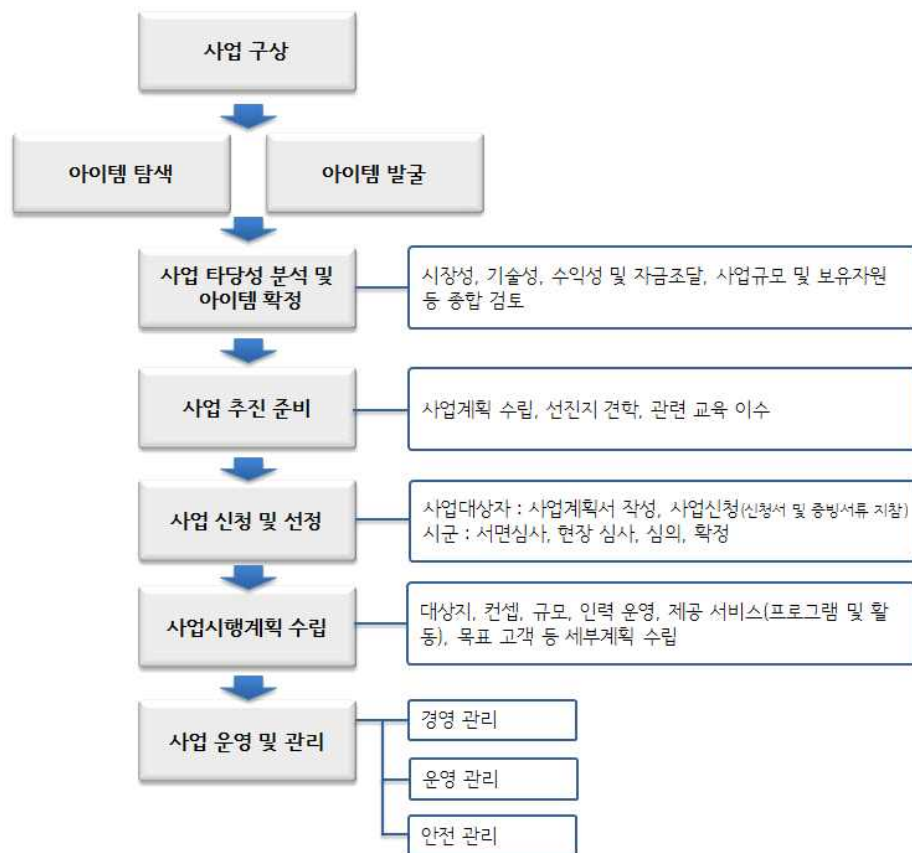 사업 구상
아이템 탐색
아이템 발굴
사업 타당성 분석 및
아이템 확정
시장성, 기술성, 수익성 및 자금조달, 사업규모 및 보유자원
등 종합 검토
사업 추진 준비
사업계획 수립, 선진지 견학, 관련 교육 이수
사업 신청 및 선정
사업대상자 : 사업계획서 작성, 사업신청(신청서 및 증빙서류 지참)
시군 : 서면심사, 현장 심사, 심의, 확정
사업시행계획 수립
대상지, 컨셉, 규모, 인력 운영, 제공 서비스(프로그램 및 활
동), 목표 고객 등 세부계획 수립
사업 운영 및 관리
경영 관리
운영 관리
안전 관리